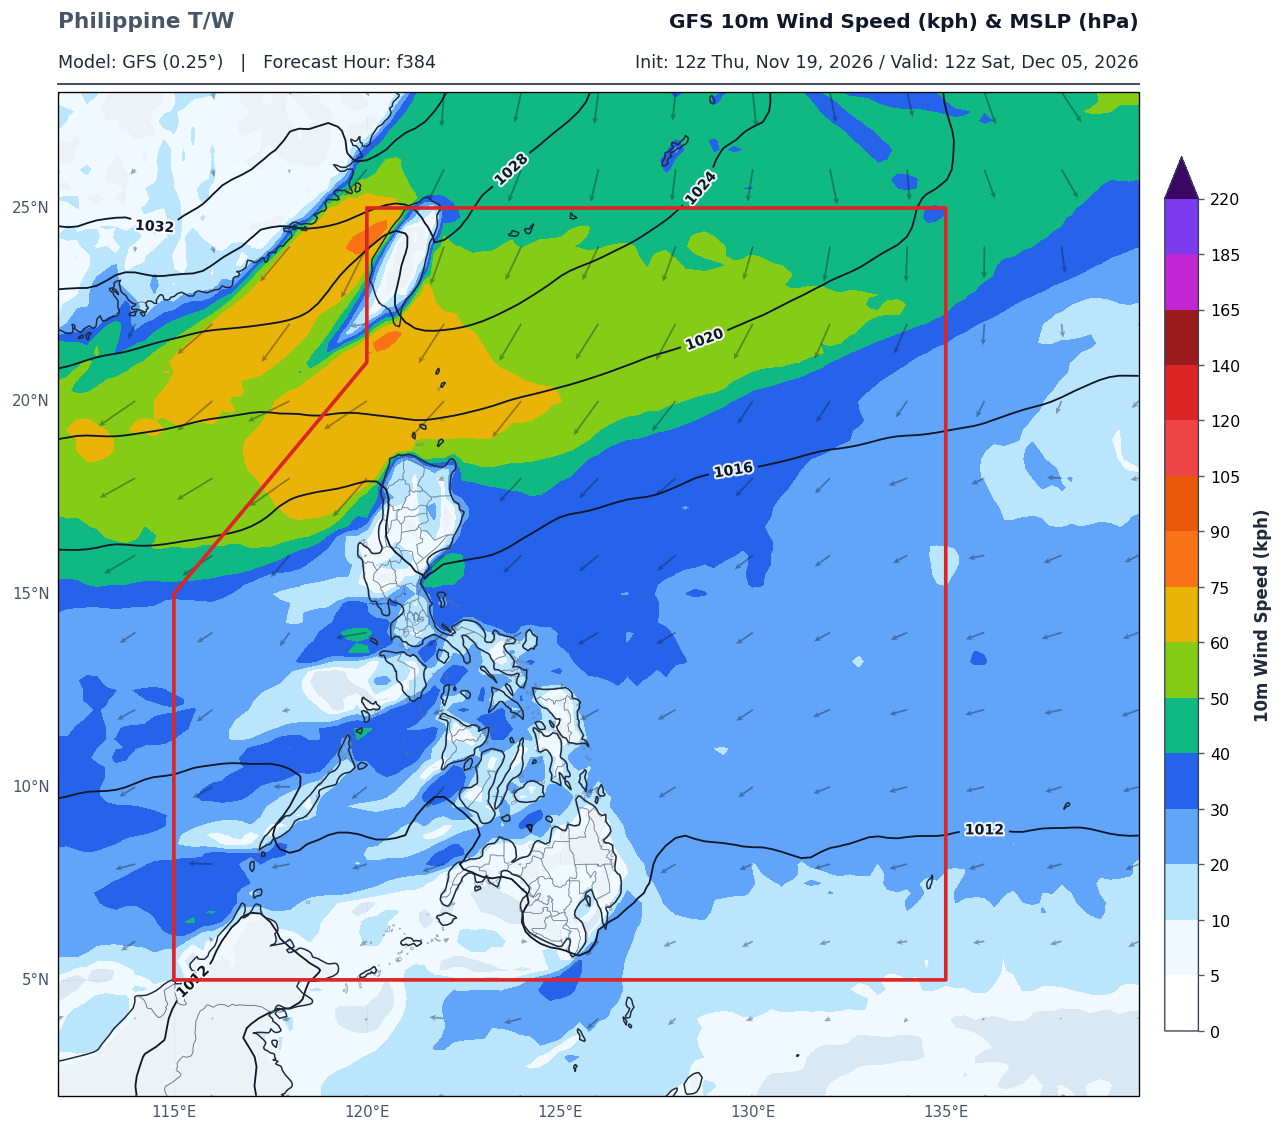 Philippine T/W
GFS 10m Wind Speed (kph) & MSLP (hPa)
Model: GFS (0.25°) | Forecast Hour: f384
Init: 12z Thu, Nov 19, 2026 / Valid: 12z Sat, Dec 05, 2026
1028
1024
1032
1020
1016
1012
1012
25°N
20°N
15°N
10°N
5°N
115°E
120°E
125°E
130°E
135°E
220
185
165
140
120
105
90
75
60
50
40
30
20
10
5
0
10m Wind Speed (kph)